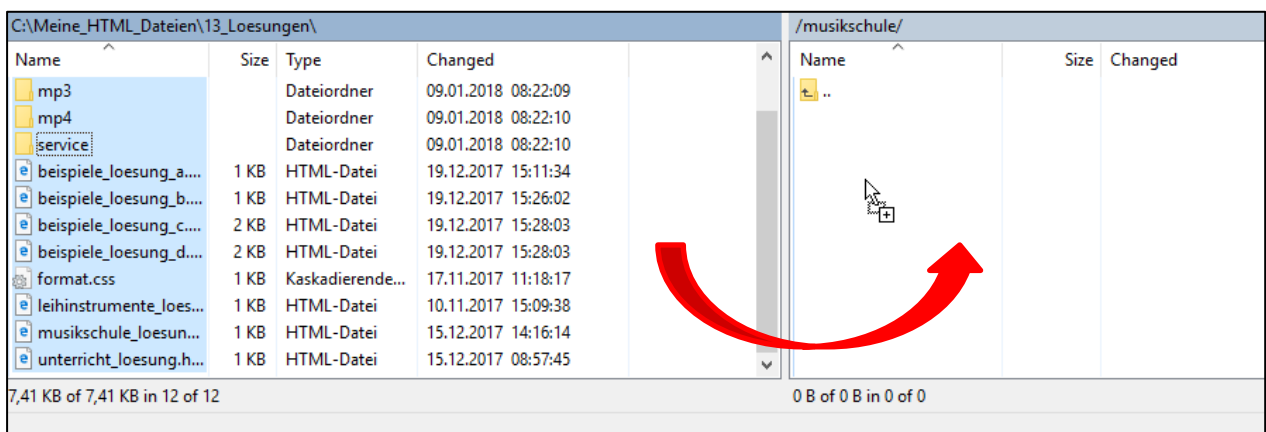 C:\Meine_HTML_Dateien\13_Loesungen\ /musikschule/
Name Size Type Changed Name Size Changed
mp3 Dateiordner 09.01.2018 08:22:09 ..
mp4 Dateiordner 09.01.2018 08:22:10
service Dateiordner 09.01.2018 08:22:10
beispiele_loesung_a.... 1 KB HTML-Datei 19.12.2017 15:11:34
beispiele_loesung_b.... 1 KB HTML-Datei 19.12.2017 15:26:02
beispiele_loesung_c.... 2 KB HTML-Datei 19.12.2017 15:28:03
beispiele_loesung_d.... 2 KB HTML-Datei 19.12.2017 15:28:03
format.css 1 KB Kaskadierende... 17.11.2017 11:18:17
leihinstrumente_loes... 1 KB HTML-Datei 10.11.2017 15:09:38
musikschule_loesun... 1 KB HTML-Datei 15.12.2017 14:16:14
unterricht_loesung.h... 1 KB HTML-Datei 15.12.2017 08:57:45
7,41 KB of 7,41 KB in 12 of 12 0 B of 0 B in 0 of 0